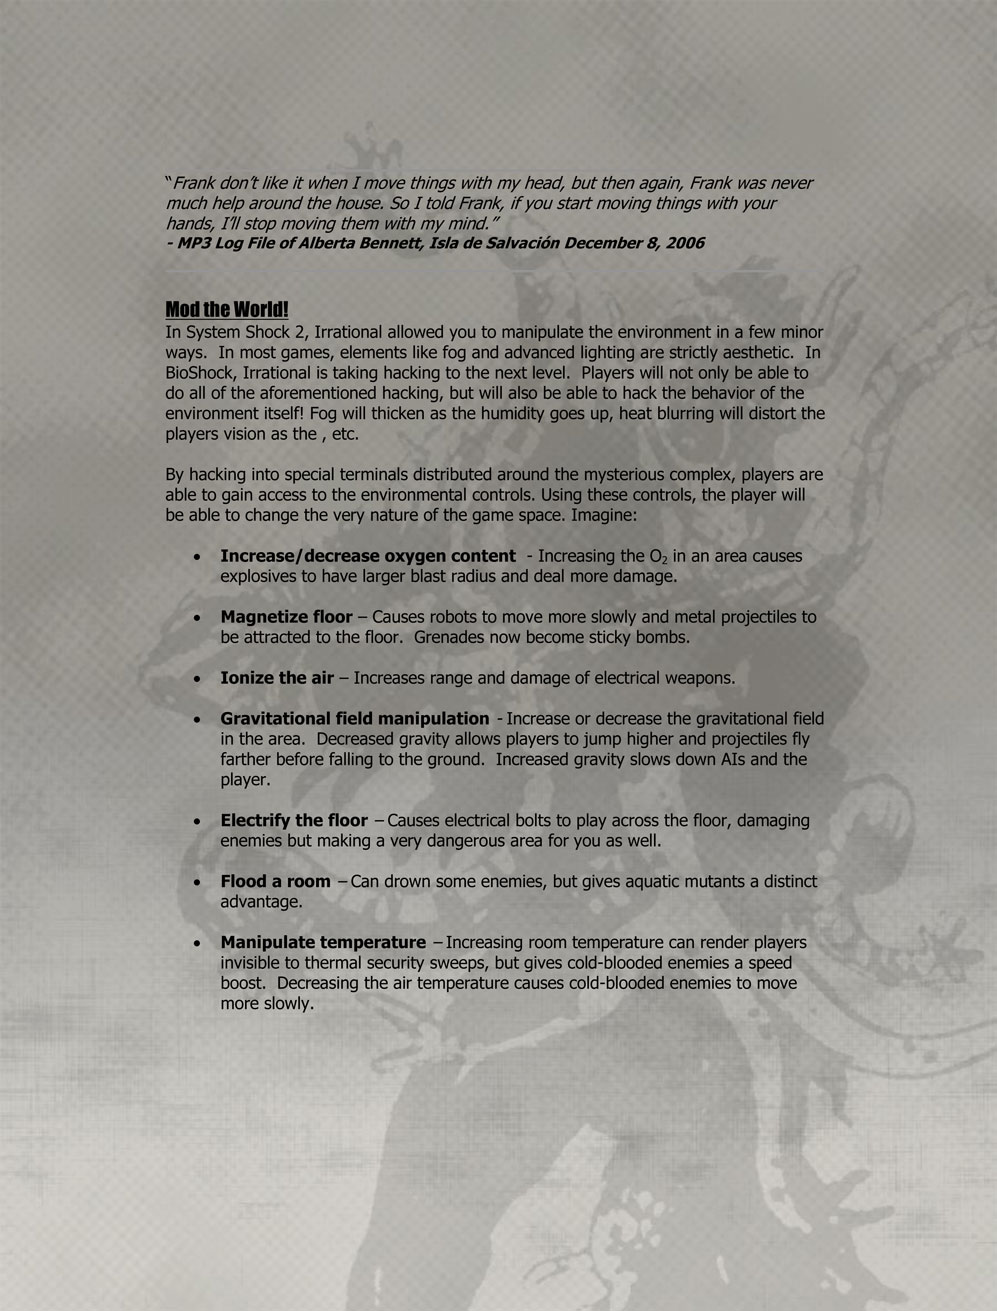 “Frank don’t like it when I move things with my head, but then again, Frank was never
much help around the house. So I told Frank, if you start moving things with your
hands, I’ll stop moving them with my mind.”
- MP3 Log File of Alberta Bennett, Isla de Salvación December 8, 2006
Mod the World!
In System Shock 2, Irrational allowed you to manipulate the environment in a few minor
ways.  In most games, elements like fog and advanced lighting are strictly aesthetic.  In
BioShock, Irrational is taking hacking to the next level.  Players will not only be able to
do all of the aforementioned hacking, but will also be able to hack the behavior of the
environment itself! Fog will thicken as the humidity goes up, heat blurring will distort the
players vision as the , etc.
By hacking into special terminals distributed around the mysterious complex, players are
able to gain access to the environmental controls. Using these controls, the player will
be able to change the very nature of the game space. Imagine:
• Increase/decrease oxygen content  - Increasing the O₂ in an area causes
explosives to have larger blast radius and deal more damage.
• Magnetize floor – Causes robots to move more slowly and metal projectiles to
be attracted to the floor.  Grenades now become sticky bombs.
• Ionize the air – Increases range and damage of electrical weapons.
• Gravitational field manipulation  - Increase or decrease the gravitational field
in the area.  Decreased gravity allows players to jump higher and projectiles fly
farther before falling to the ground.  Increased gravity slows down AIs and the
player.
• Electrify the floor – Causes electrical bolts to play across the floor, damaging
enemies but making a very dangerous area for you as well.
• Flood a room – Can drown some enemies, but gives aquatic mutants a distinct
advantage.
• Manipulate temperature – Increasing room temperature can render players
invisible to thermal security sweeps, but gives cold-blooded enemies a speed
boost.  Decreasing the air temperature causes cold-blooded enemies to move
more slowly.